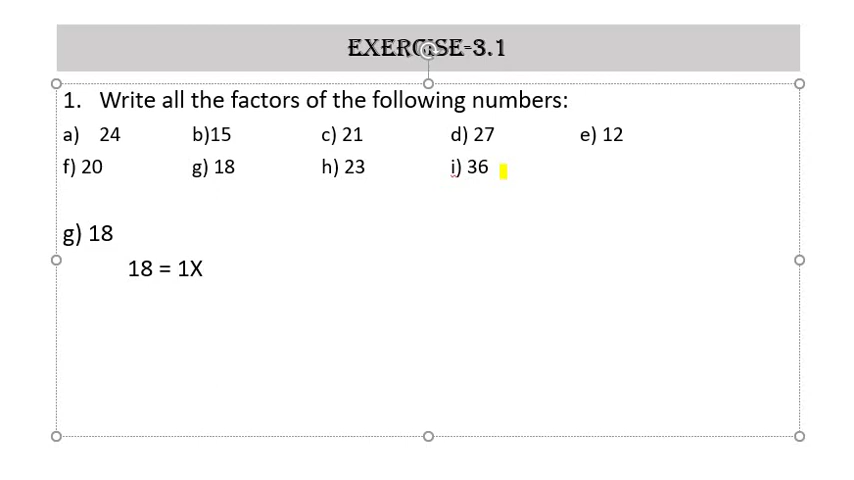 EXERCISE-3.1
1. Write all the factors of the following numbers:
a) 24 b)15 c) 21 d) 27 e) 12
f) 20 g) 18 h) 23 i) 36
g) 18
18 = 1X